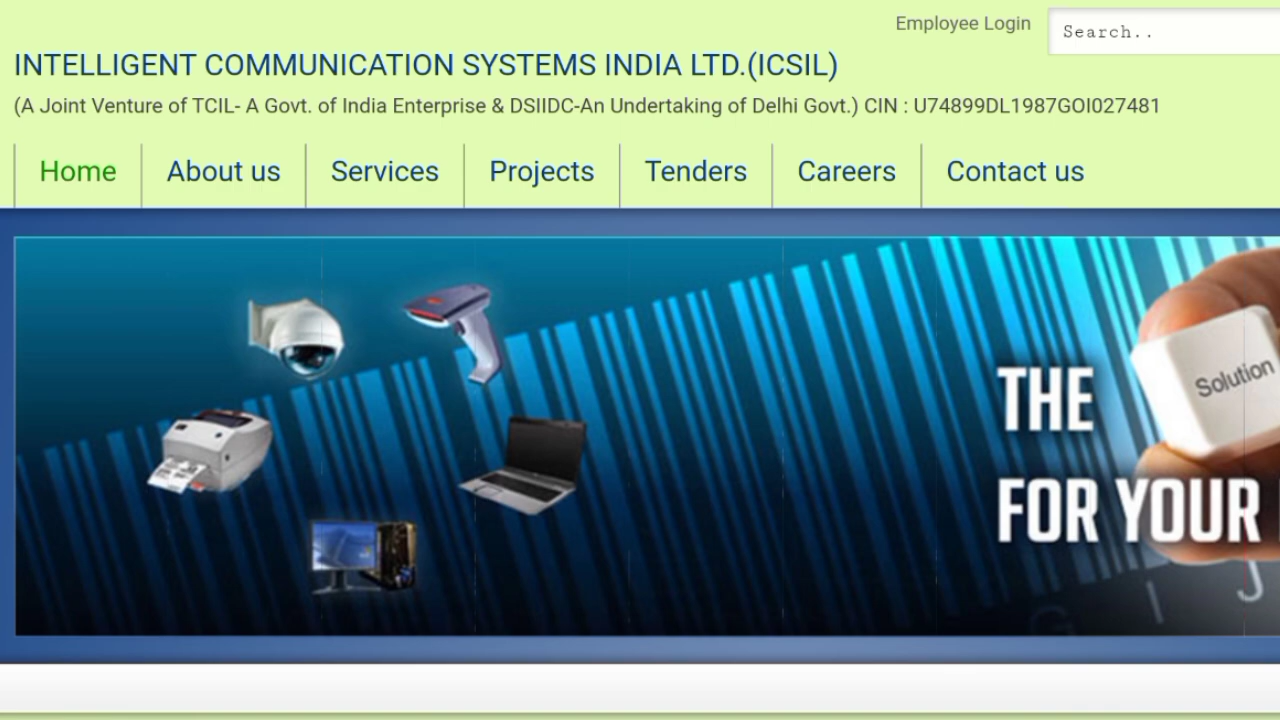 Employee Login
Search..
INTELLIGENT COMMUNICATION SYSTEMS INDIA LTD.(ICSIL)
(A Joint Venture of TCIL- A Govt. of India Enterprise & DSIIDC-An Undertaking of Delhi Govt.) CIN : U74899DL1987GOI027481
Home
About us
Services
Projects
Tenders
Careers
Contact us
THE
Solution
FOR YOUR
G I J